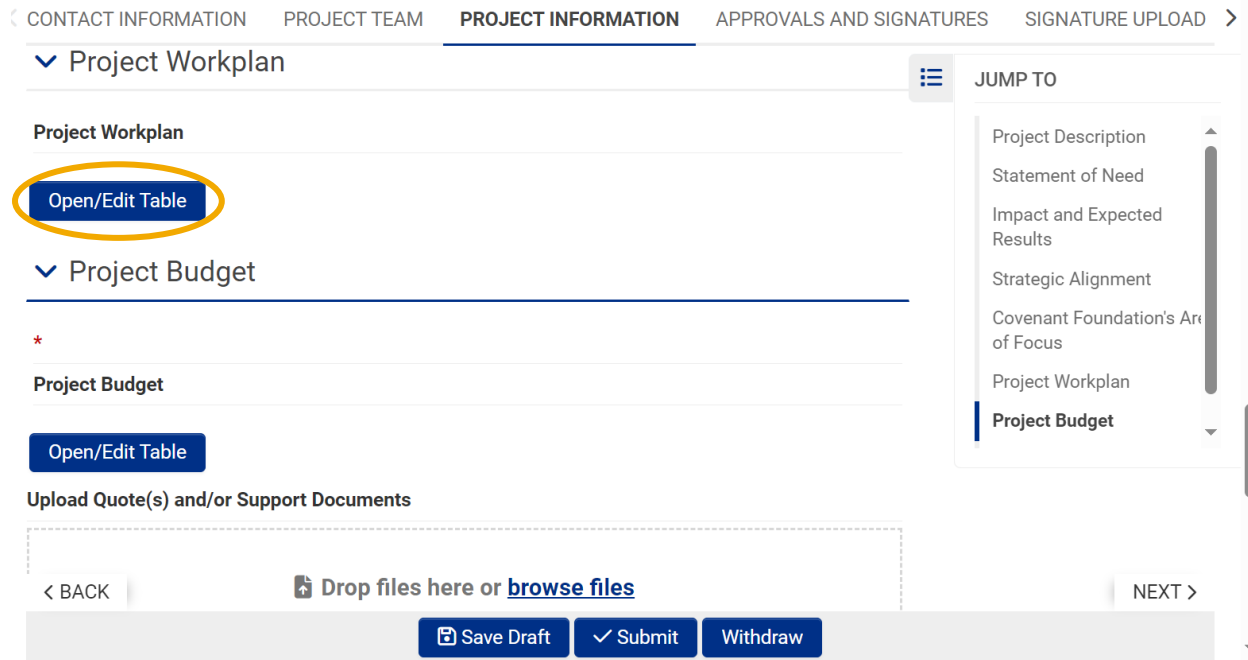 CONTACT INFORMATION PROJECT TEAM PROJECT INFORMATION APPROVALS AND SIGNATURES SIGNATURE UPLOAD
Project Workplan
Project Workplan
Open/Edit Table
Project Budget
*
Project Budget
Open/Edit Table
Upload Quote(s) and/or Support Documents
Drop files here or browse files
JUMP TO
Project Description
Statement of Need
Impact and Expected
Results
Strategic Alignment
Covenant Foundation's Are
of Focus
Project Workplan
Project Budget
BACK
NEXT
Save Draft Submit Withdraw